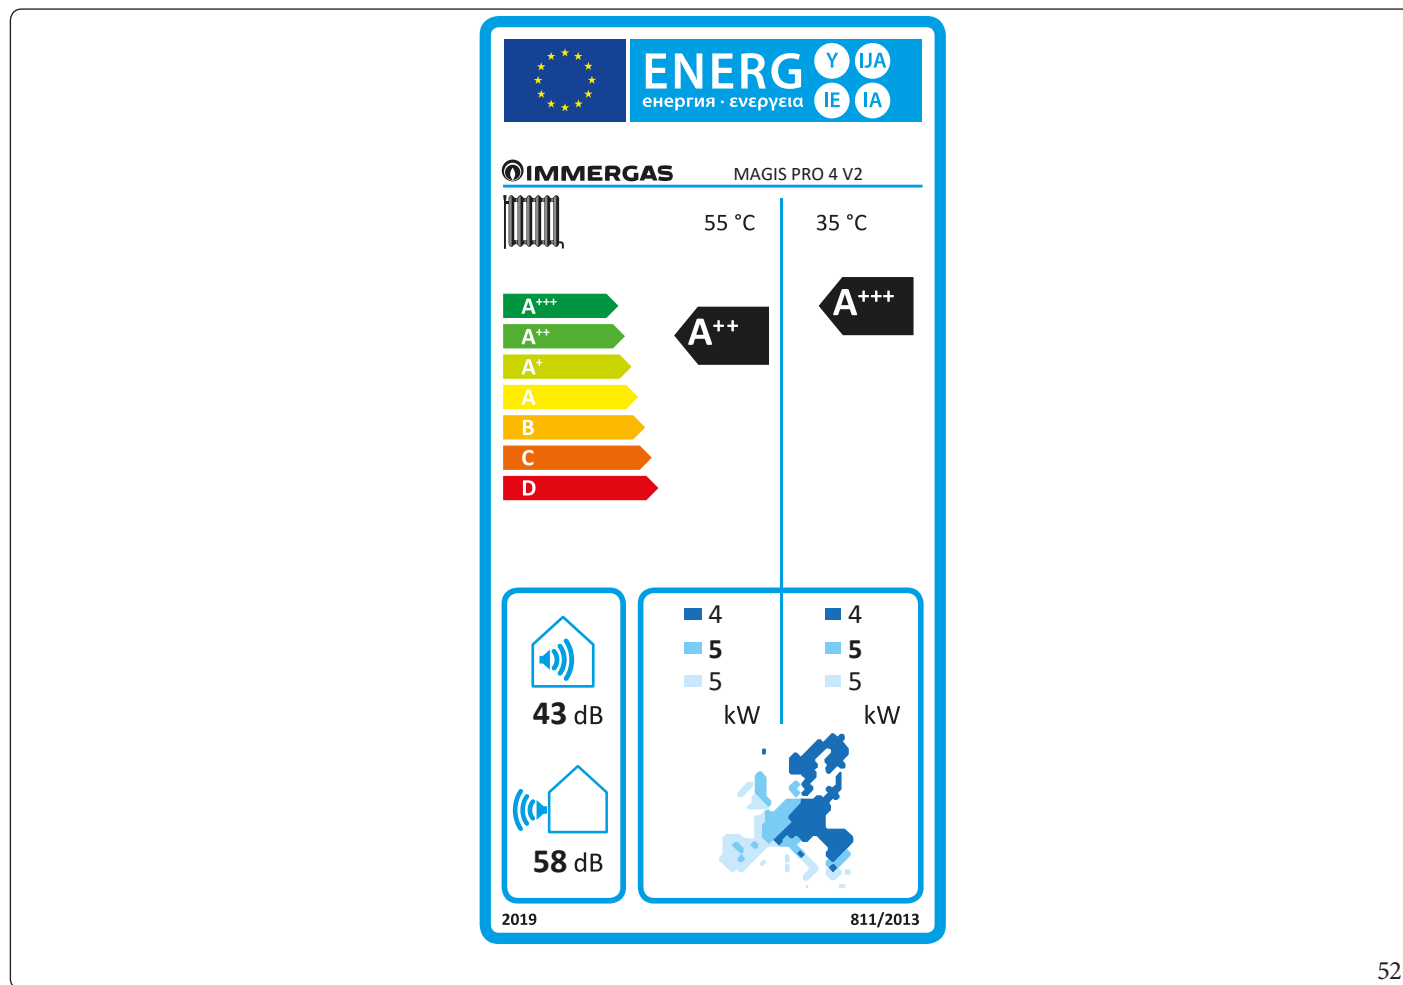 ENERG
енергия · ενεργεια
Y
IJA
IE
IA
IMMERGAS
MAGIS PRO 4 V2
55 °C
35 °C
A+++
A++
A+
A
B
C
D
A++
A+++
43 dB
58 dB
4
5
5
kW
4
5
5
kW
2019
811/2013
52